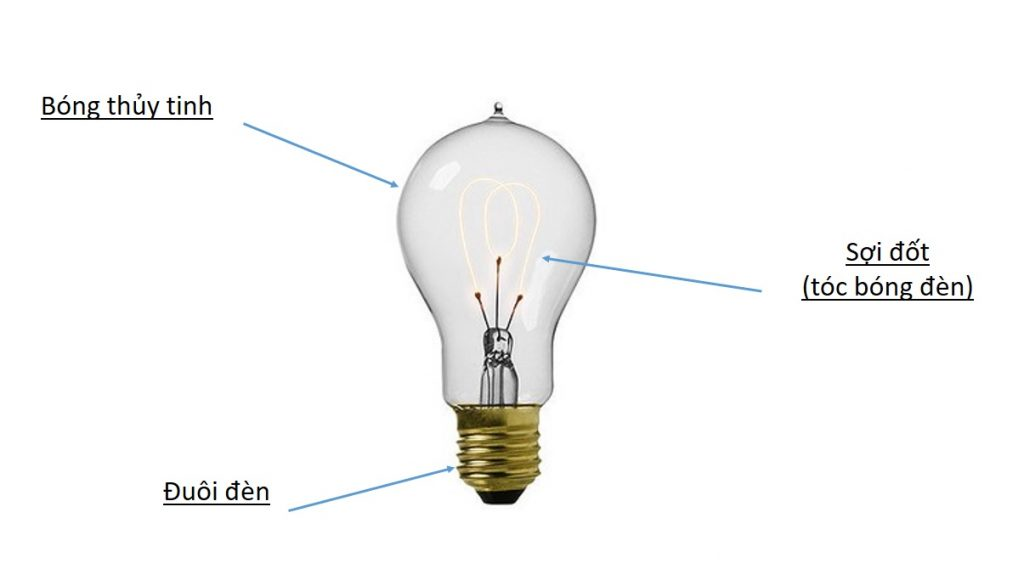 Bóng thủy tinh
Sợi đốt
(tóc bóng đèn)
Đuôi đèn